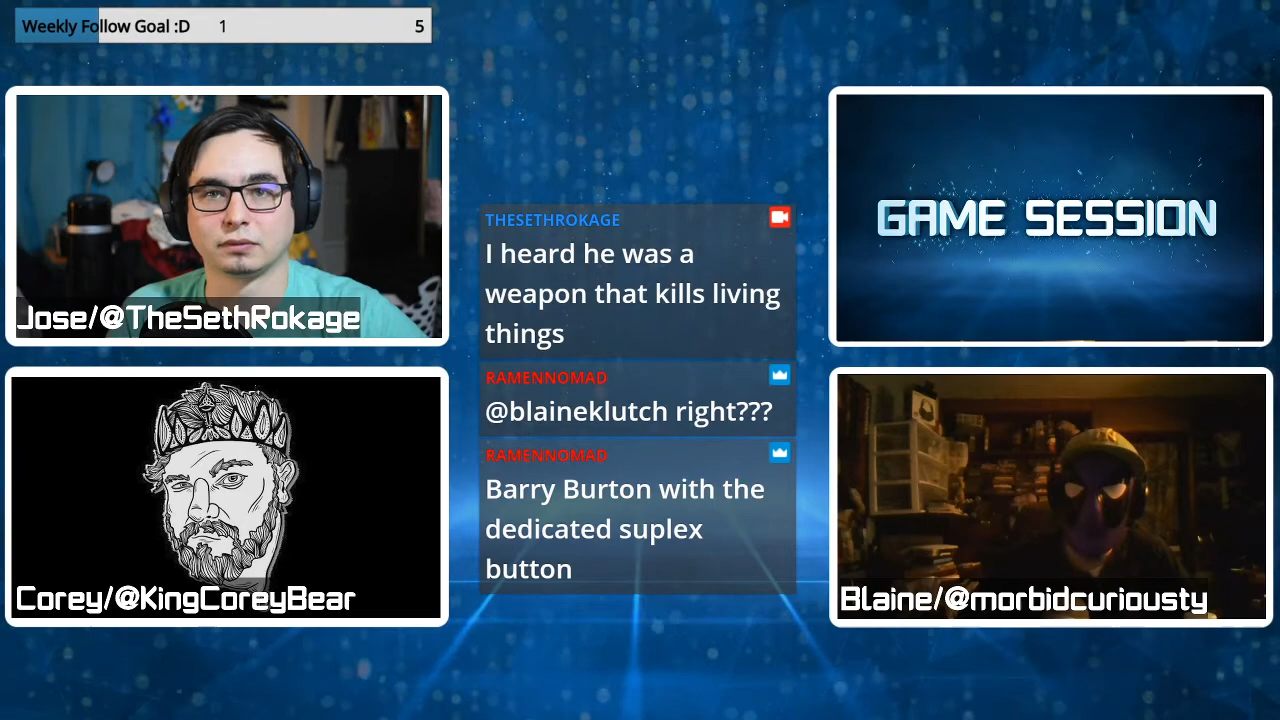 Weekly Follow Goal :D 1 5
THESETHROKAGE
I heard he was a
weapon that kills living
things
RAMENNOMAD
@blaineklutch right???
RAMENNOMAD
Barry Burton with the
dedicated suplex
button
Jose/@TheSethRokage
GAME SESSION
Corey/@KingCoreyBear
Blaine/@morbidcuriousty